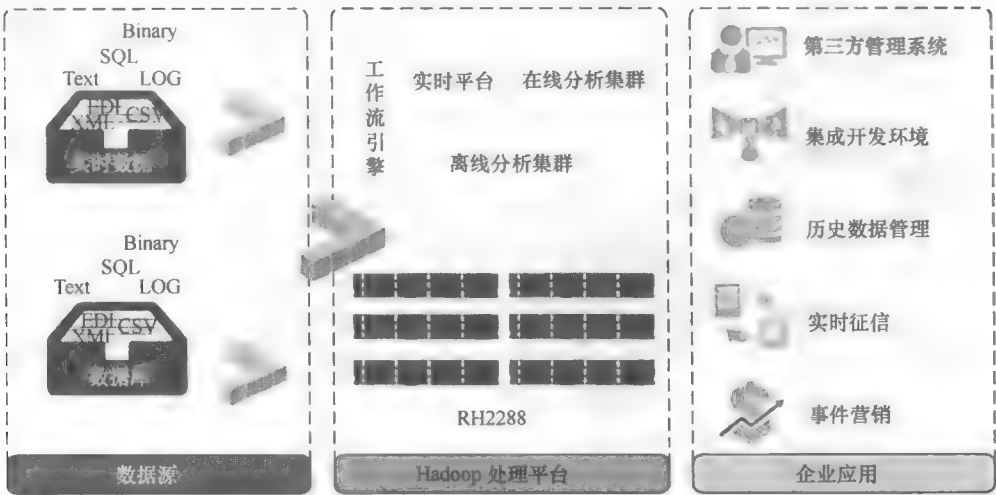 Binary
SQL
Text LOG
EDI
XML CSV
实时数据
Binary
SQL
Text LOG
EDI
XML CSV
数据库
数据源
工作流引擎
实时平台 在线分析集群
离线分析集群
RH2288
Hadoop 处理平台
第三方管理系统
集成开发环境
历史数据管理
实时征信
事件营销
企业应用